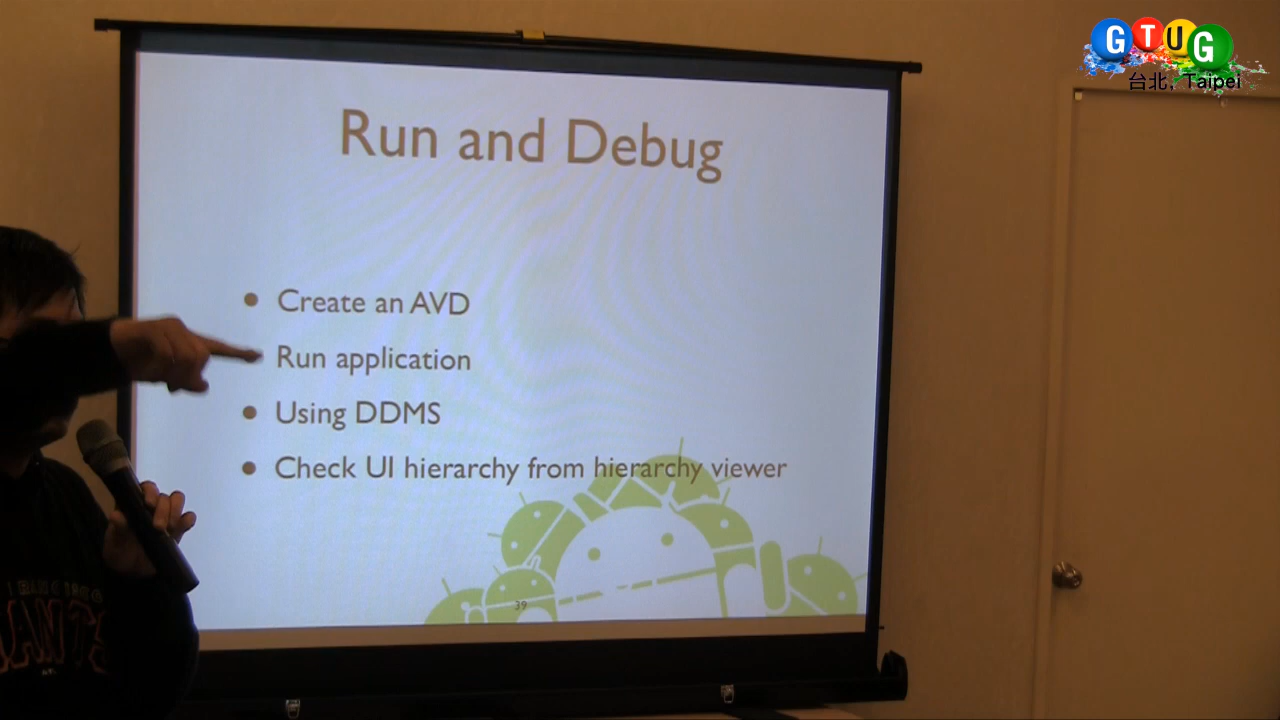 GTUG
台北, Taipei
Run and Debug
• Create an AVD
Run application
• Using DDMS
• Check UI hierarchy from hierarchy viewer
39